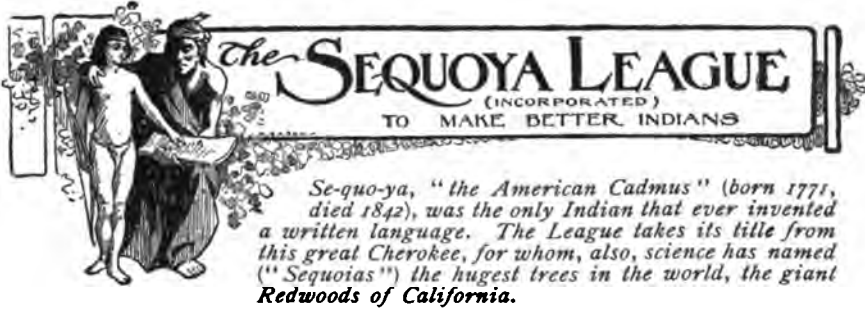 The SEQUOYA LEAGUE
(INCORPORATED)
TO MAKE BETTER INDIANS
Se-quo-ya, "the American Cadmus" (born 1771,
died 1842), was the only Indian that ever invented
a written language. The League takes its title from
this great Cherokee, for whom, also, science has named
("Sequoias") the hugest trees in the world, the giant
Redwoods of California.